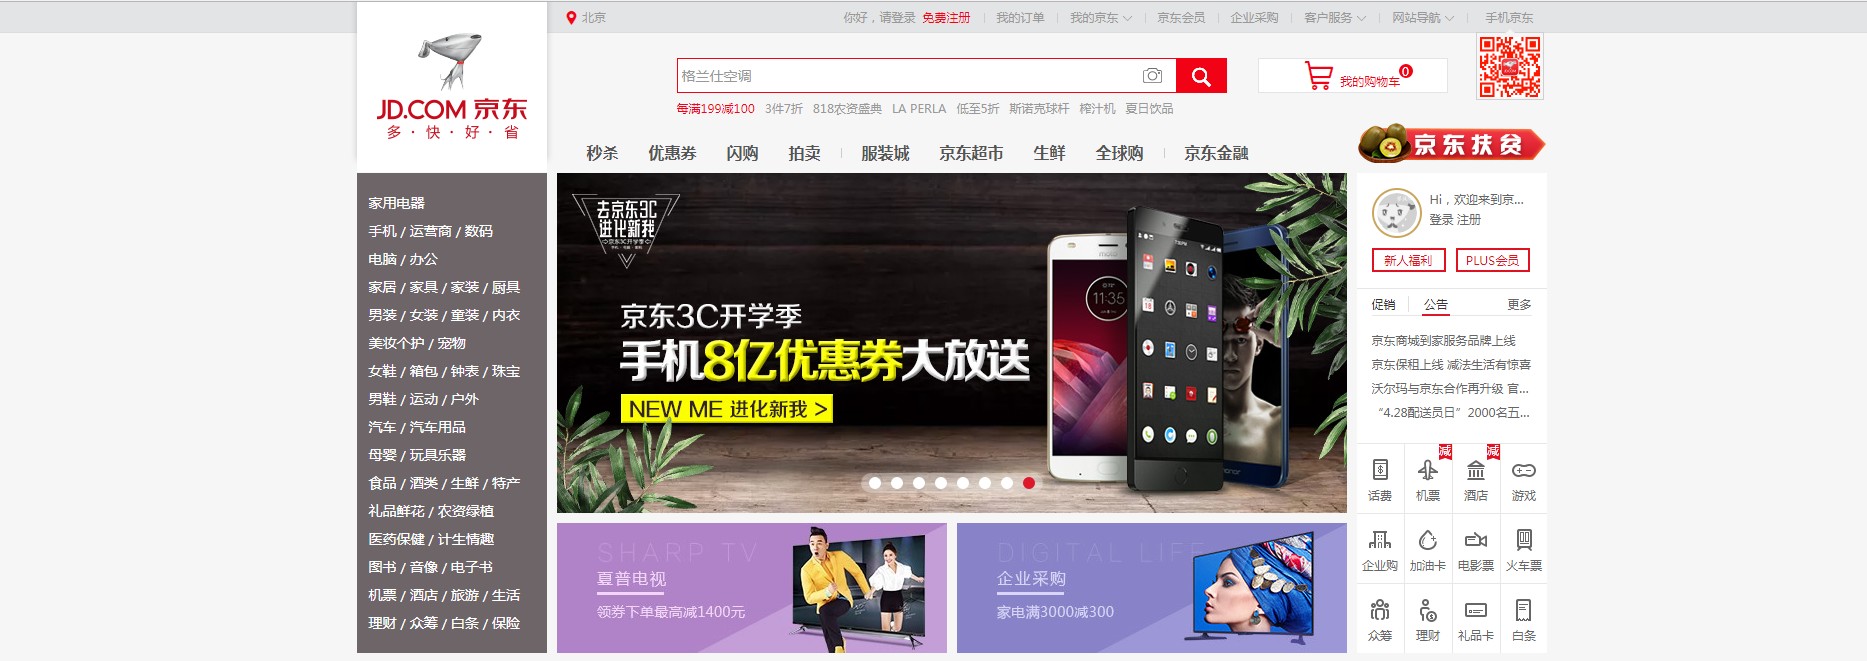 北京
你好，请登录 免费注册 我的订单 我的京东 京东会员 企业采购 客户服务 网站导航 手机京东
JD.COM 京东
多·快·好·省
格兰仕空调
我的购物车 0
每满199减100 3件7折 818农资盛典 LA PERLA 低至5折 斯诺克球杆 榨汁机 夏日饮品
秒杀 优惠券 闪购 拍卖 服装城 京东超市 生鲜 全球购 京东金融
京东扶贫
家用电器
手机 / 运营商 / 数码
电脑 / 办公
家居 / 家具 / 家装 / 厨具
男装 / 女装 / 童装 / 内衣
美妆个护 / 宠物
女鞋 / 箱包 / 钟表 / 珠宝
男鞋 / 运动 / 户外
汽车 / 汽车用品
母婴 / 玩具乐器
食品 / 酒类 / 生鲜 / 特产
礼品鲜花 / 农资绿植
医药保健 / 计生情趣
图书 / 音像 / 电子书
机票 / 酒店 / 旅游 / 生活
理财 / 众筹 / 白条 / 保险
去京东3C
进化新我
京东3C开学季
京东3C开学季
手机8亿优惠券大放送
NEW ME 进化新我 >
moto
11:35
honor
SHARP TV
夏普电视
领券下单最高减1400元
DIGITAL LIFE
企业采购
家电满3000减300
Hi，欢迎来到京...
登录 注册
新人福利 PLUS会员
促销 公告 更多
京东商城到家服务品牌上线
京东保租上线 减法生活有惊喜
沃尔玛与京东合作再升级 官...
“4.28配送员日”2000名五...
减 减
话费 机票 酒店 游戏
企业购 加油卡 电影票 火车票
众筹 理财 礼品卡 白条